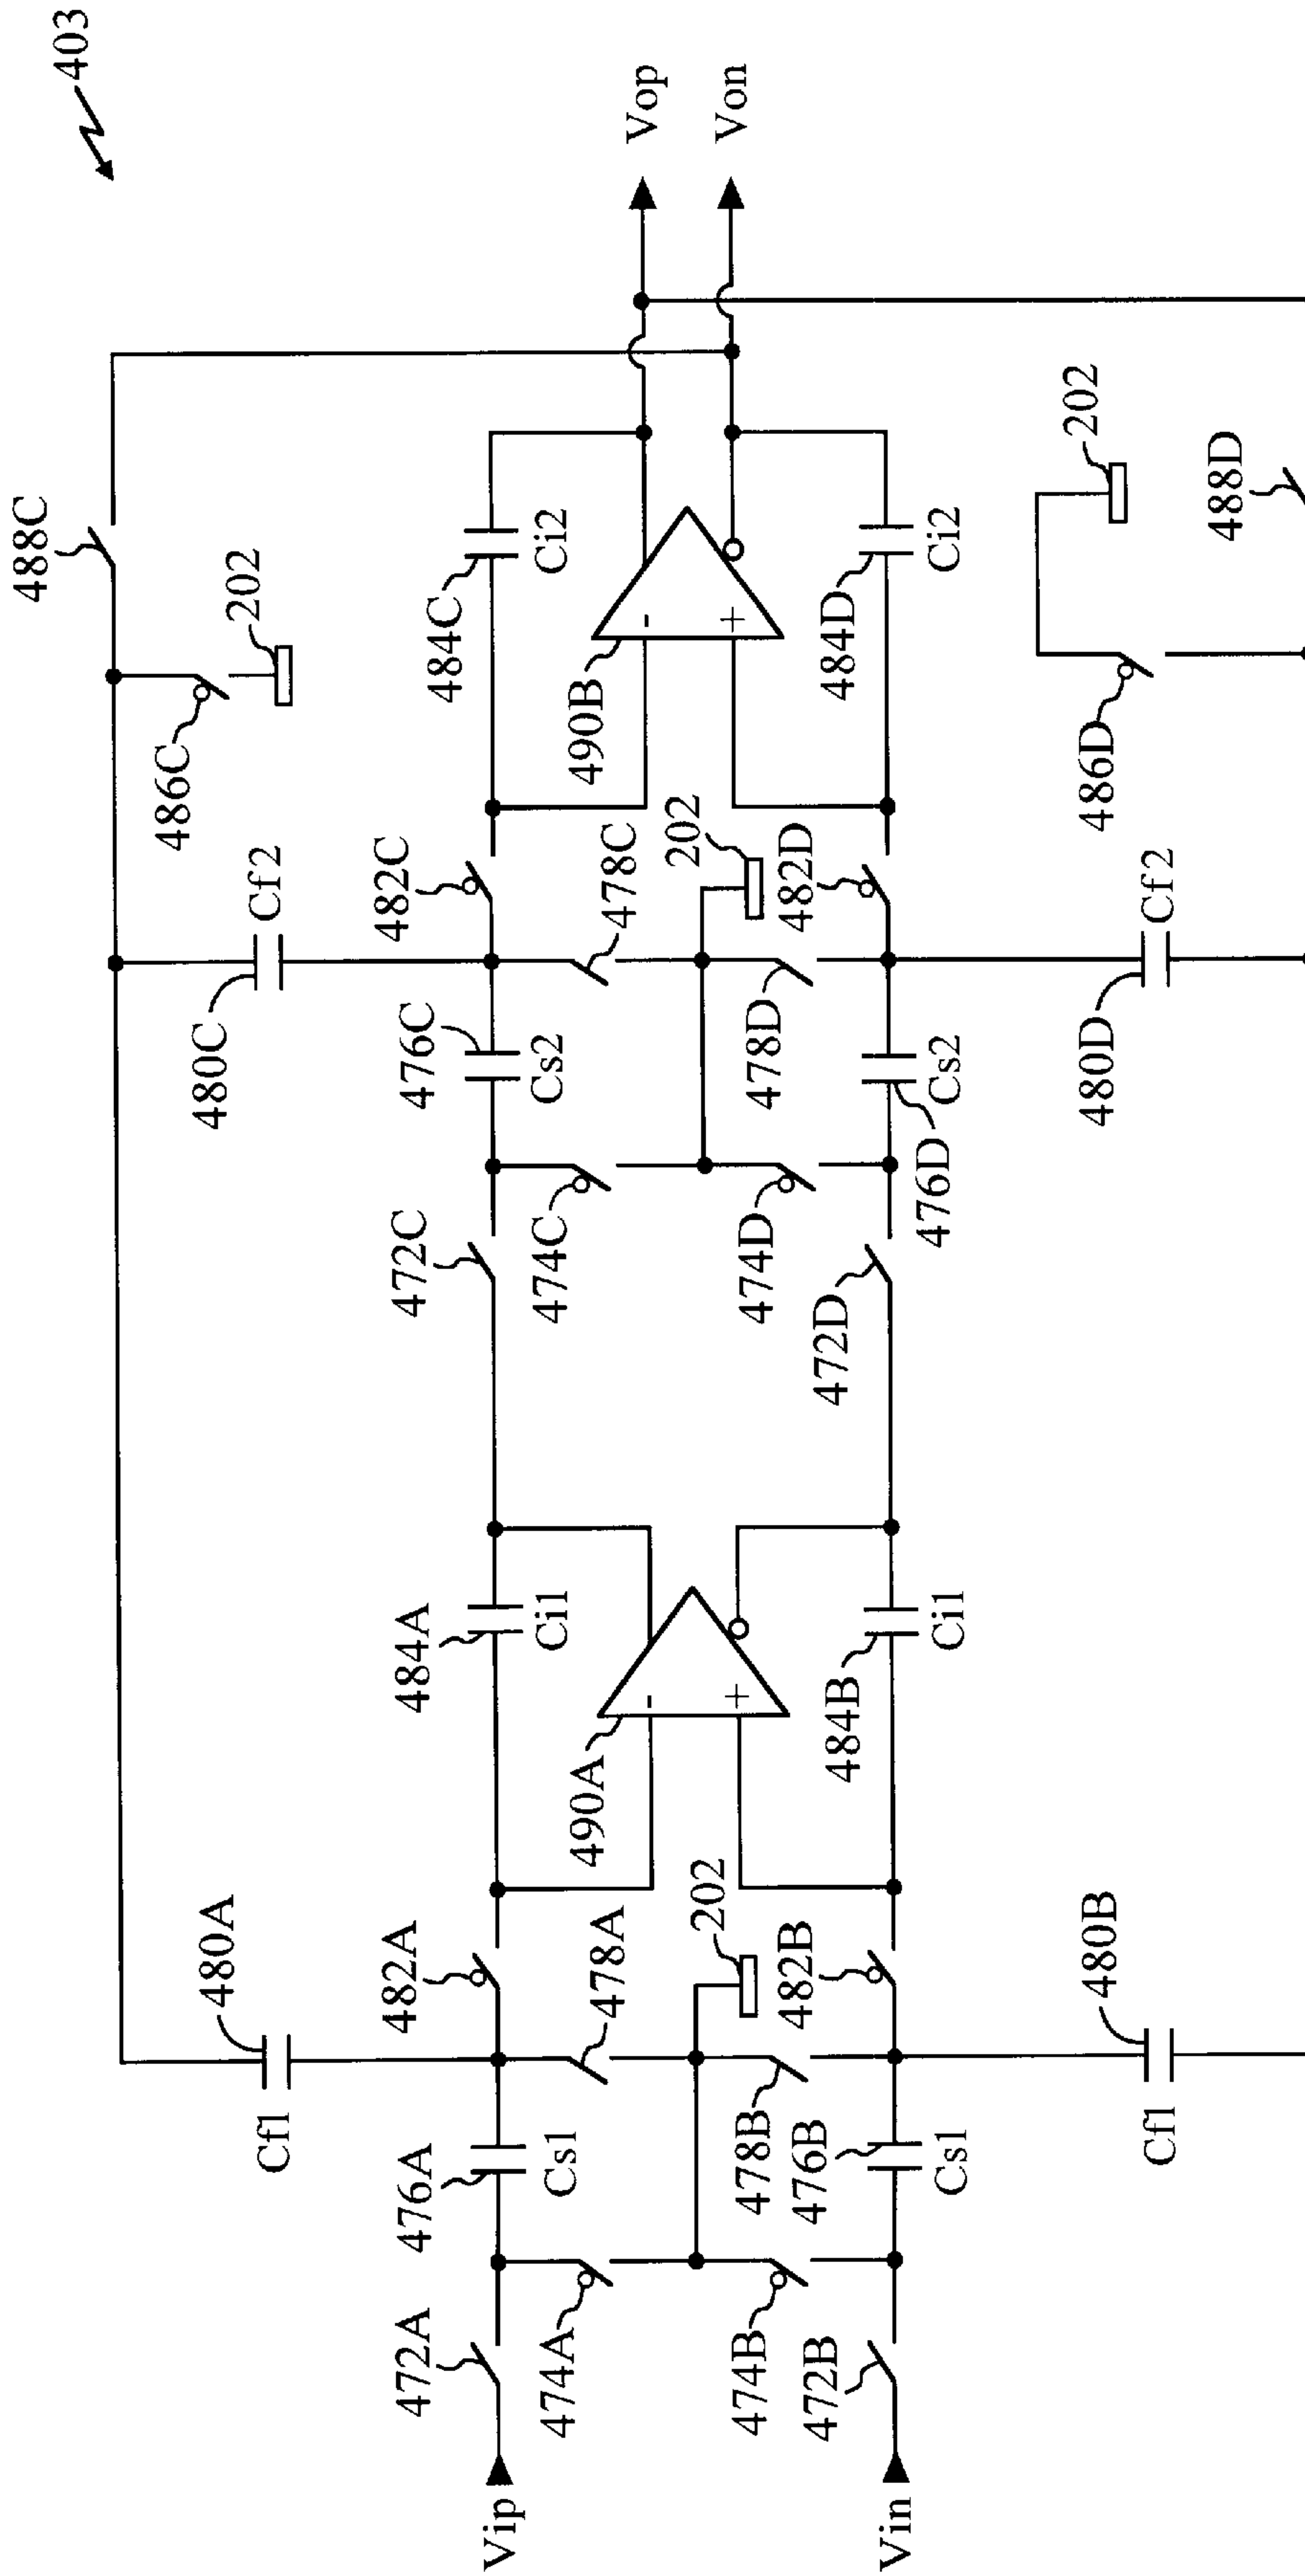 403
488C
202
486C
Vop
Von
480A
Cf1
480C
Cf2
482C
484C
Ci2
476C
Cs2
478C
472C
474C
490B
-
+
202
484A
Ci1
482A
478A
476A
Cs1
472A
474A
Vip
490A
-
+
202
474D
478D
482D
484D
Ci2
472D
476D
Cs2
484B
Ci1
482B
478B
476B
Cs1
474B
472B
Vin
480B
Cf1
480D
Cf2
486D
202
488D